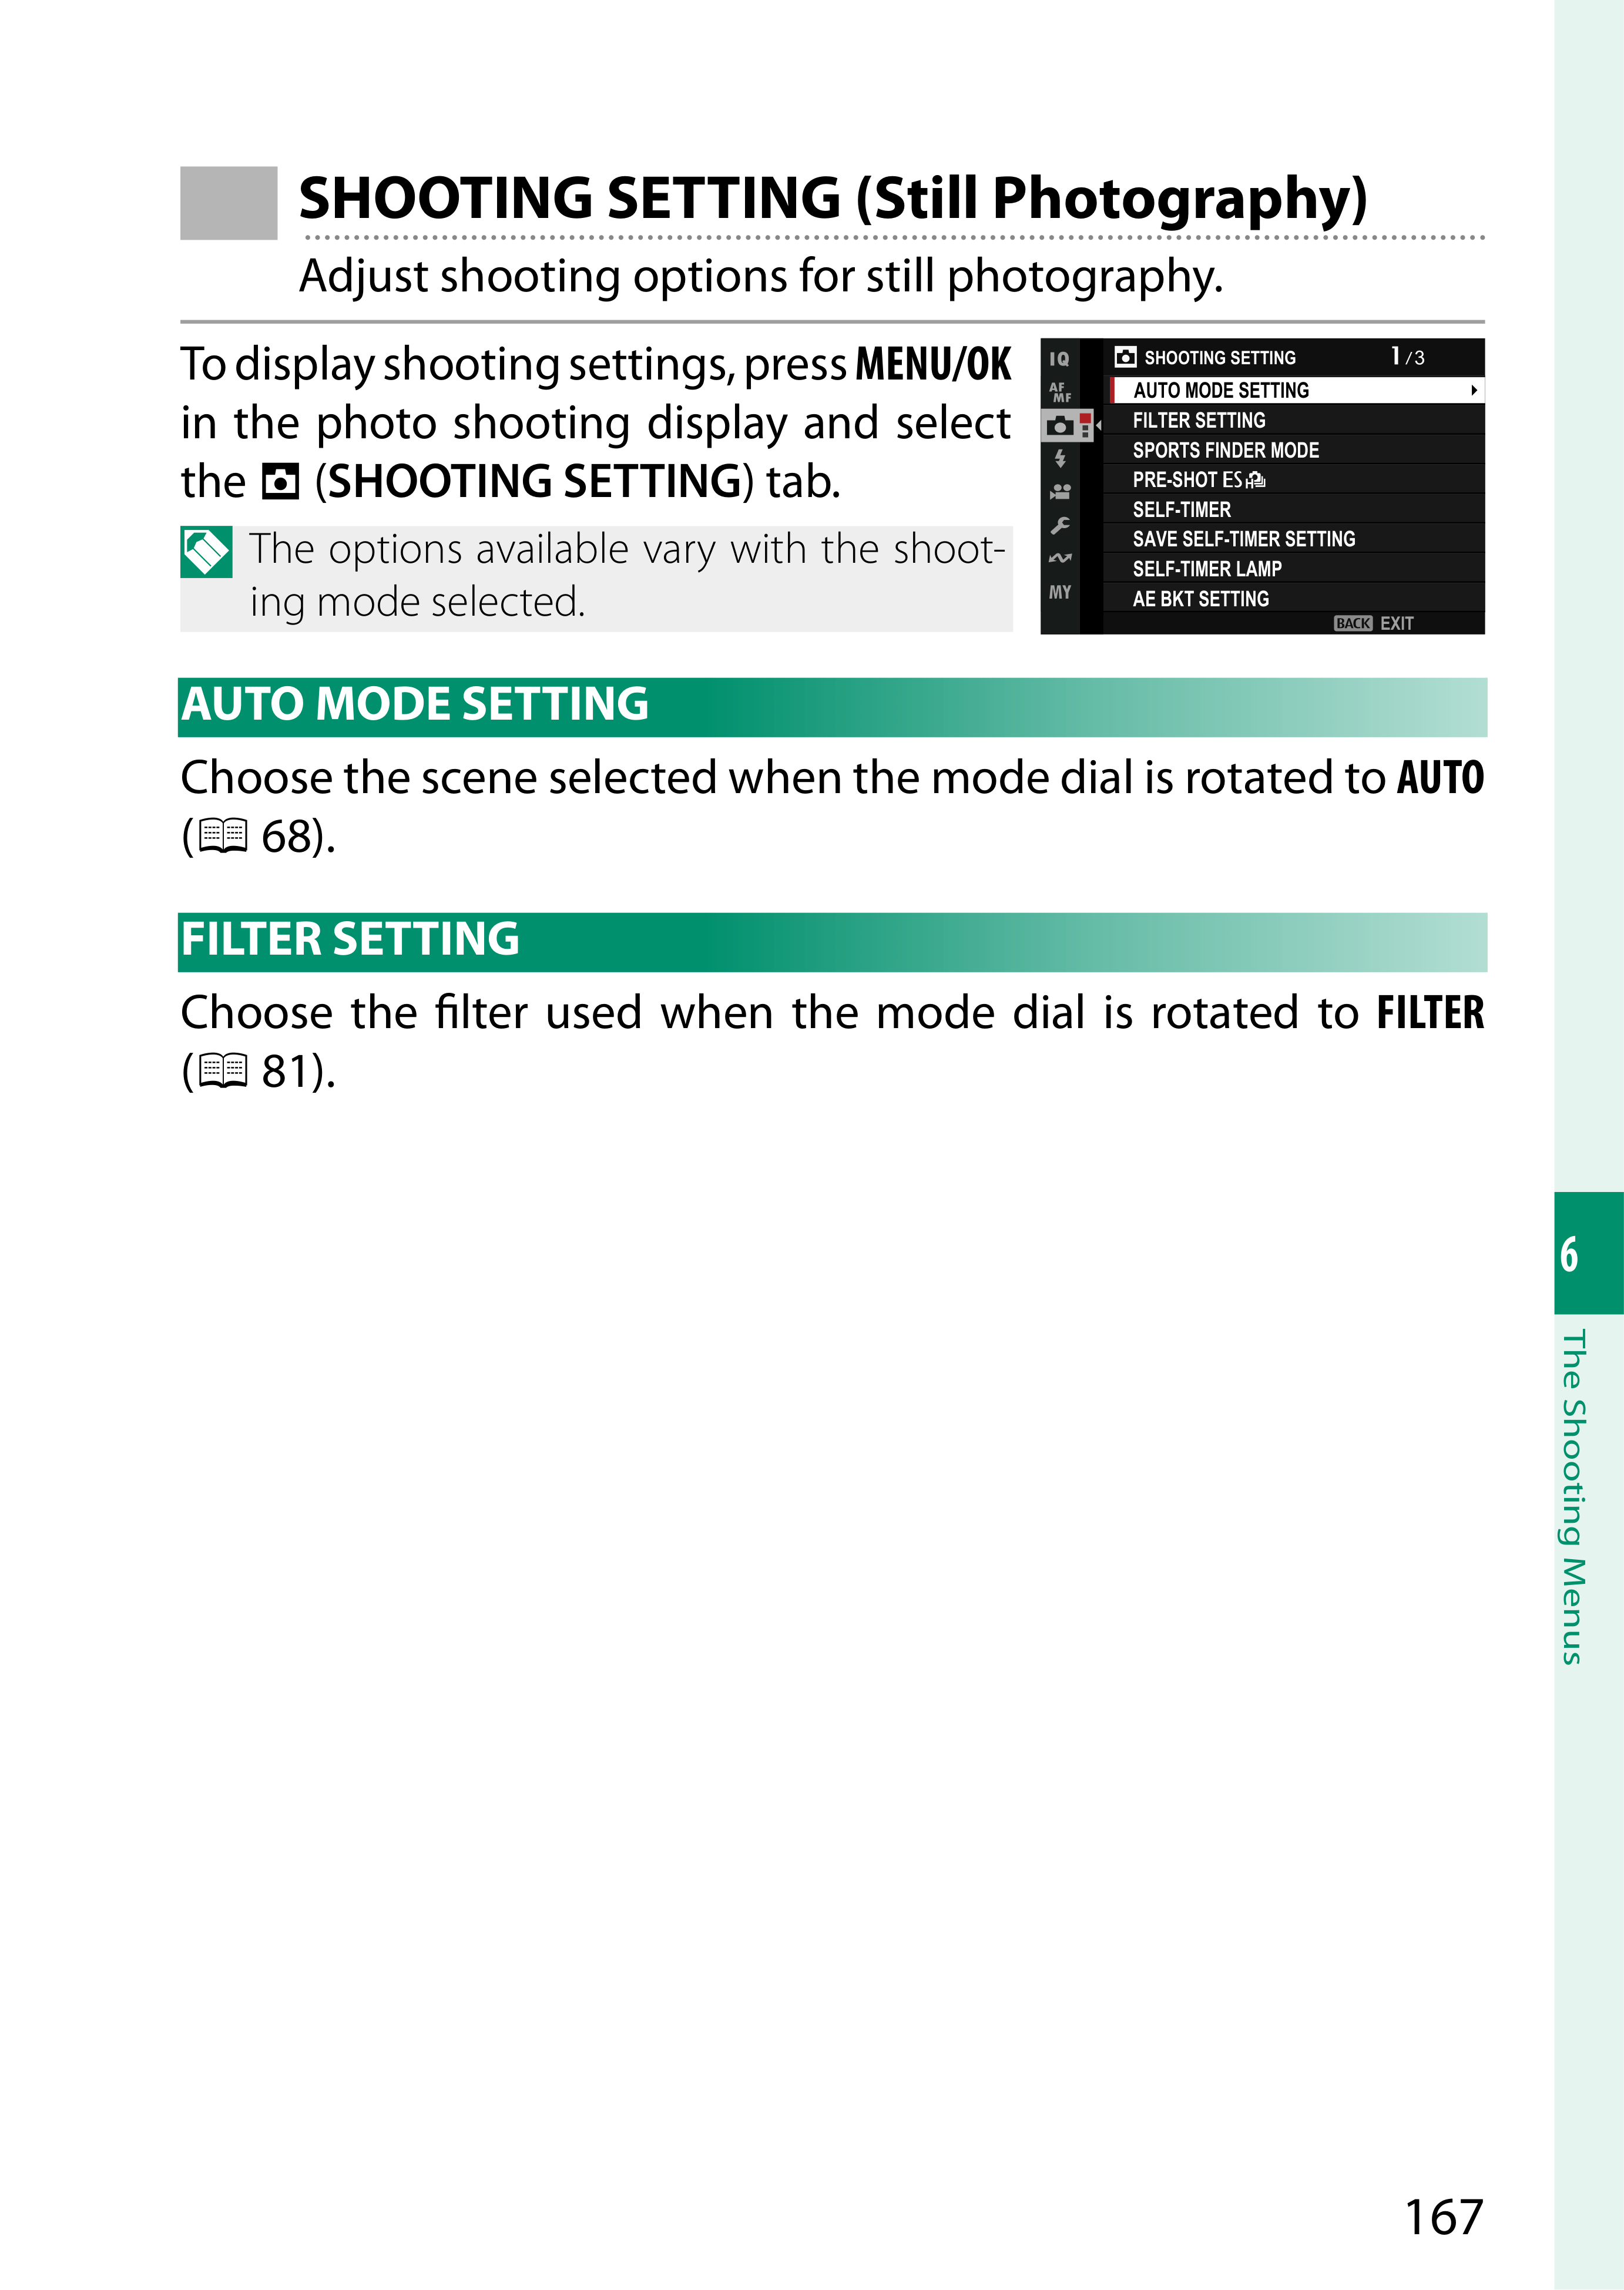 SHOOTING SETTING (Still Photography)
Adjust shooting options for still photography.
To display shooting settings, press MENU/OK
in the photo shooting display and select
the (SHOOTING SETTING) tab.
The options available vary with the shoot-
ing mode selected.
IQ
AF
MF
MY
SHOOTING SETTING 1/3
AUTO MODE SETTING
FILTER SETTING
SPORTS FINDER MODE
PRE-SHOT ES H
SELF-TIMER
SAVE SELF-TIMER SETTING
SELF-TIMER LAMP
AE BKT SETTING
BACK EXIT
AUTO MODE SETTING
Choose the scene selected when the mode dial is rotated to AUTO
( 68).
FILTER SETTING
Choose the filter used when the mode dial is rotated to FILTER
( 81).
6
The Shooting Menus
167